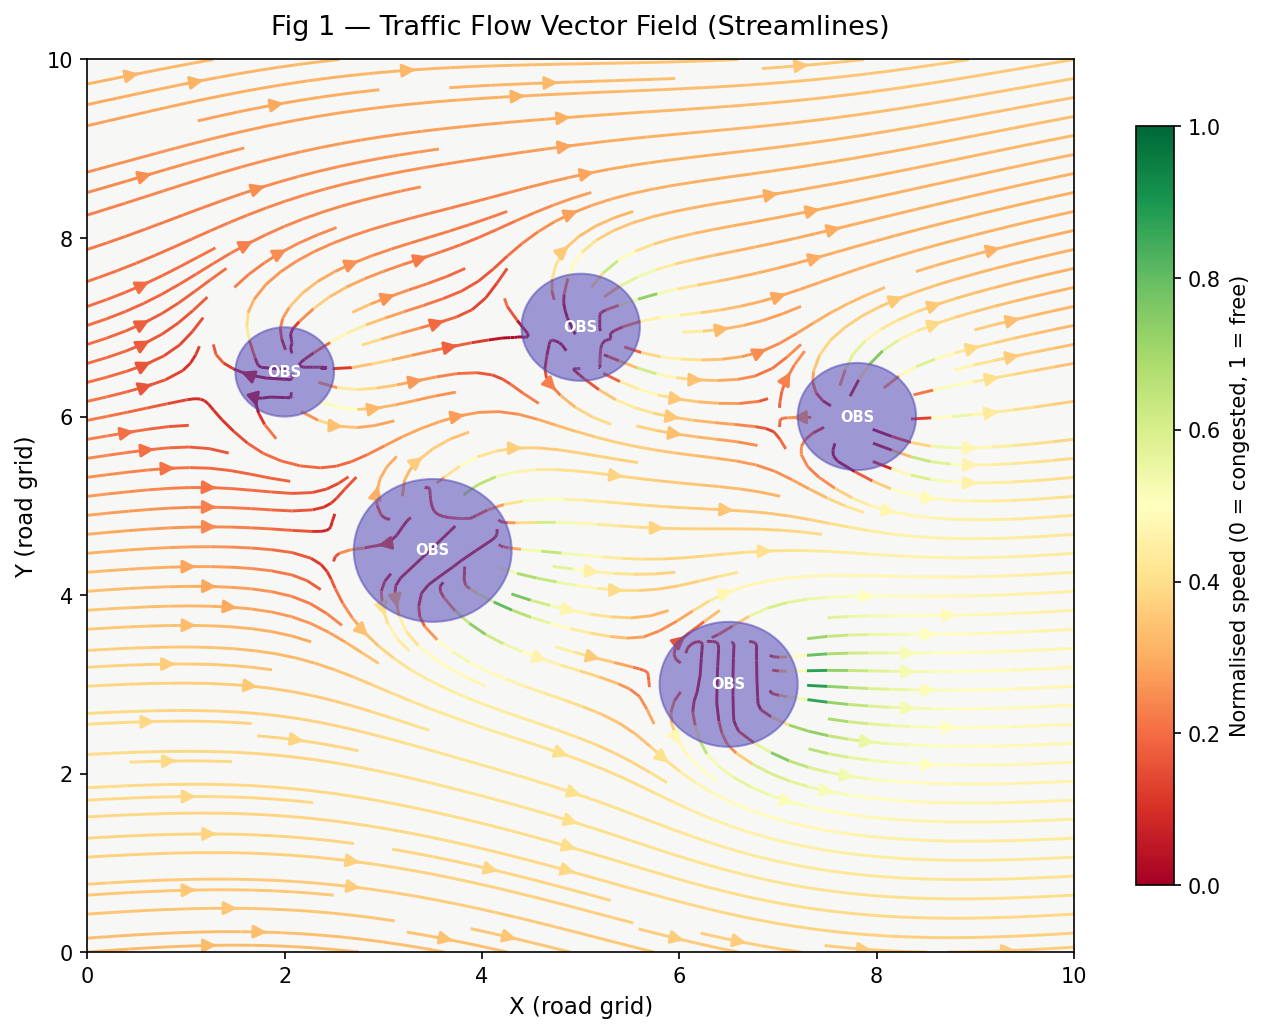 Fig 1 — Traffic Flow Vector Field (Streamlines)
10
8
6
4
2
0
Y (road grid)
OBS
OBS
OBS
OBS
OBS
0
2
4
6
8
10
X (road grid)
1.0
0.8
0.6
0.4
0.2
0.0
Normalised speed (0 = congested, 1 = free)